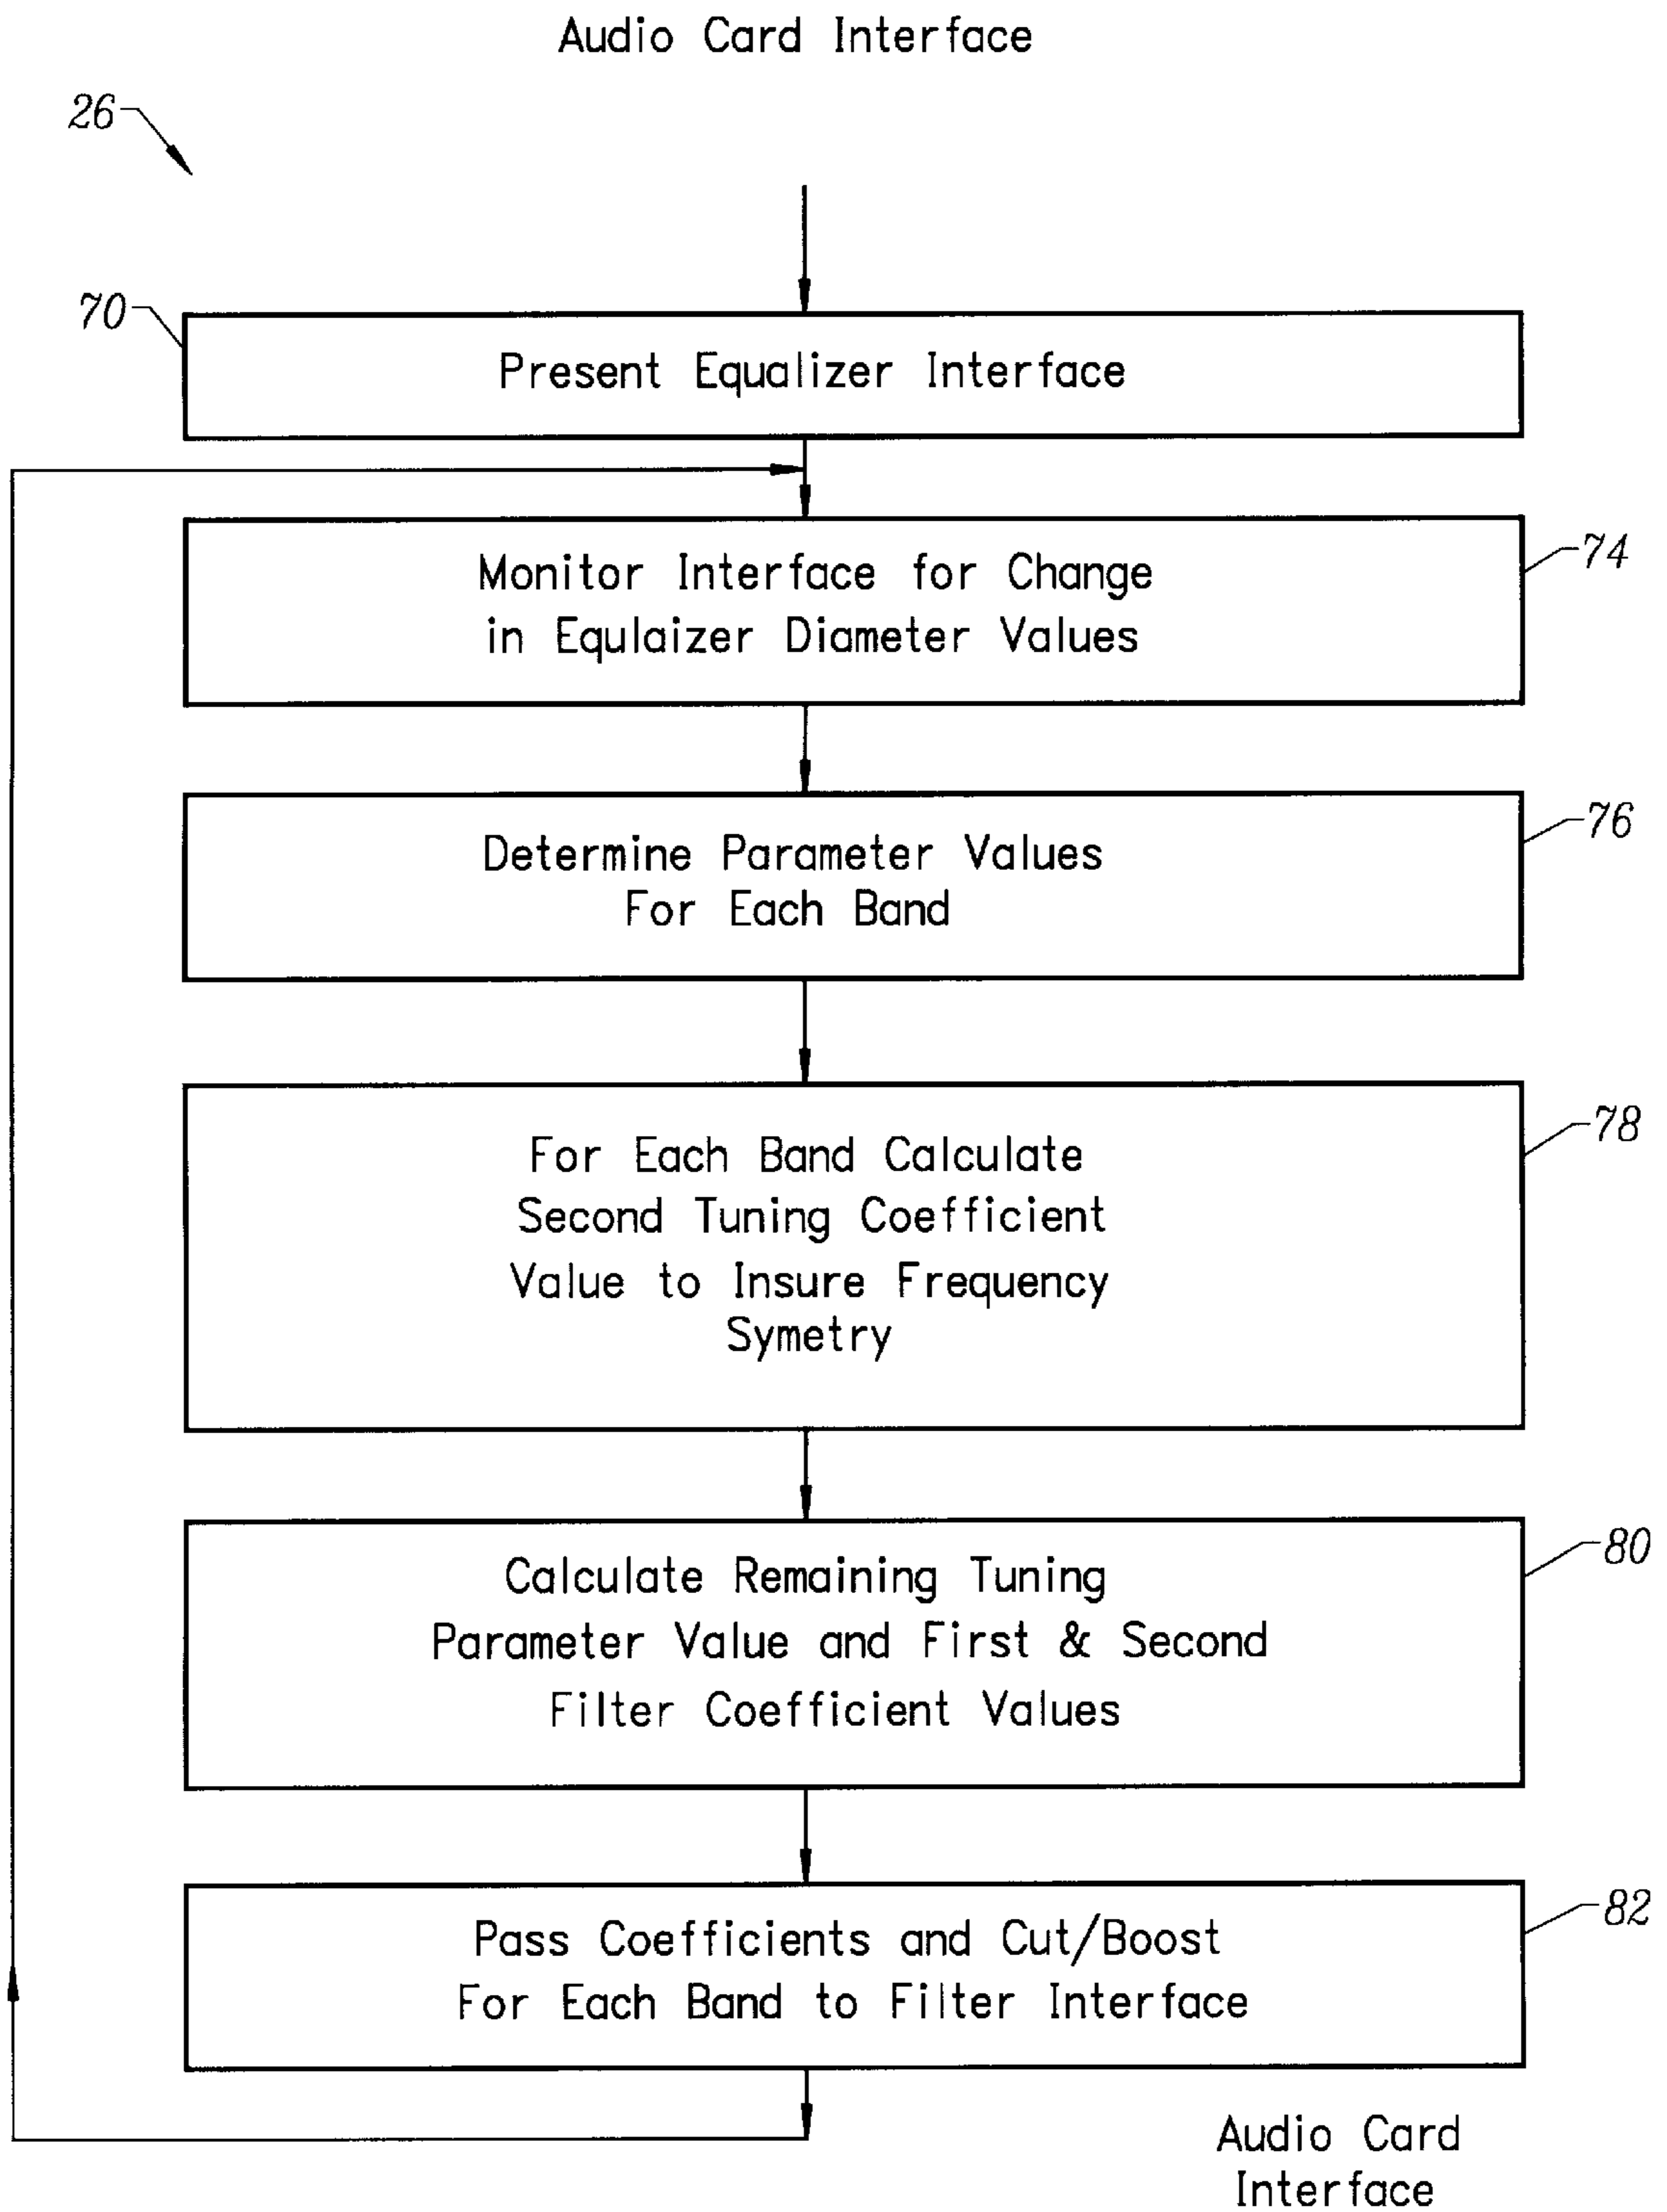 Audio Card Interface
26
70
Present Equalizer Interface
Monitor Interface for Change
in Equlaizer Diameter Values
74
Determine Parameter Values
For Each Band
76
For Each Band Calculate
Second Tuning Coefficient
Value to Insure Frequency
Symetry
78
Calculate Remaining Tuning
Parameter Value and First & Second
Filter Coefficient Values
80
Pass Coefficients and Cut/Boost
For Each Band to Filter Interface
82
Audio Card
Interface